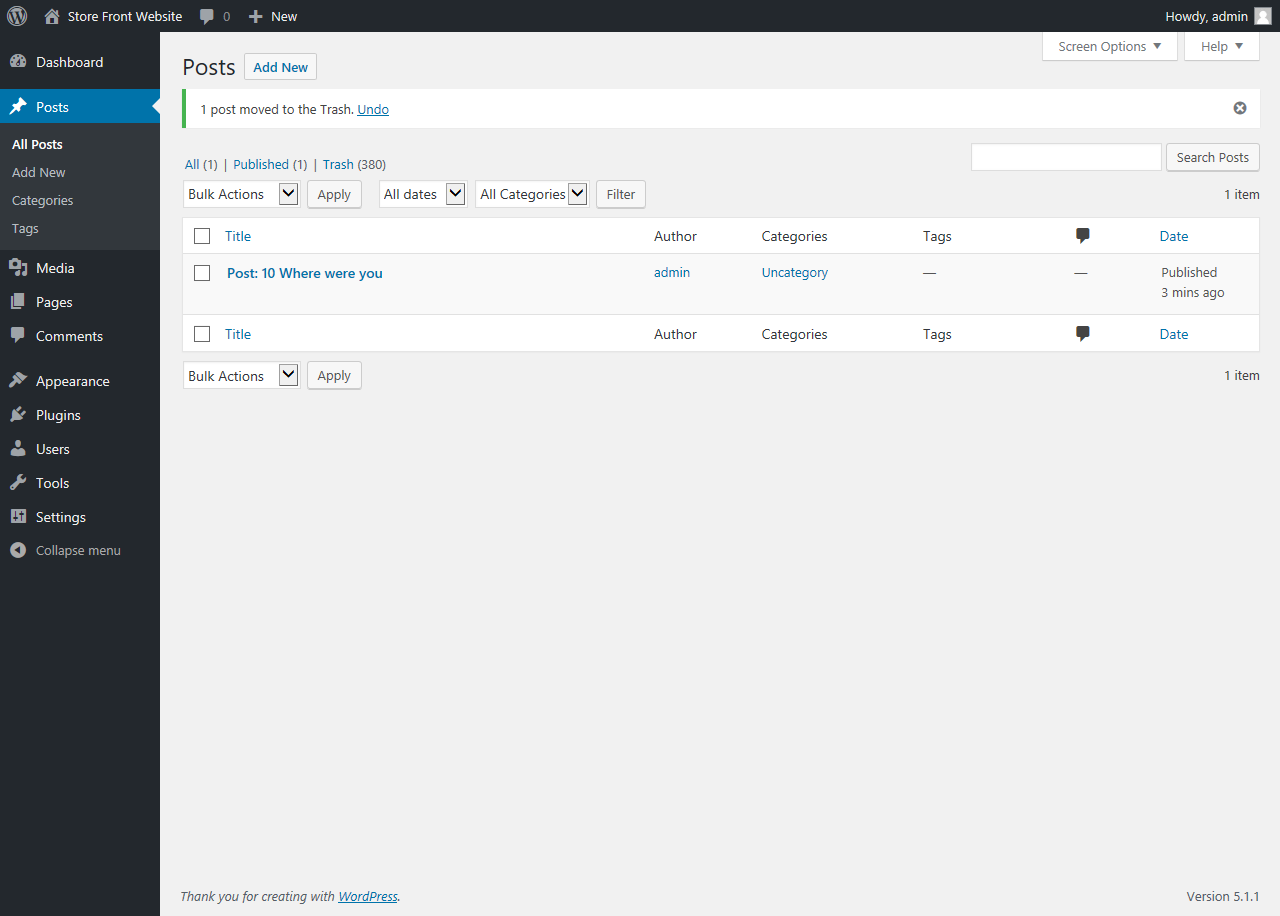 Store Front Website 0 New Howdy, admin
Screen Options Help
Dashboard
Posts
All Posts
Add New
Categories
Tags
Media
Pages
Comments
Appearance
Plugins
Users
Tools
Settings
Collapse menu
Posts Add New
1 post moved to the Trash. Undo
All (1) | Published (1) | Trash (380)
Search Posts
Bulk Actions Apply All dates All Categories Filter 1 item
Title Author Categories Tags Date
Post: 10 Where were you admin Uncategory — — Published
3 mins ago
Title Author Categories Tags Date
Bulk Actions Apply 1 item
Thank you for creating with WordPress. Version 5.1.1